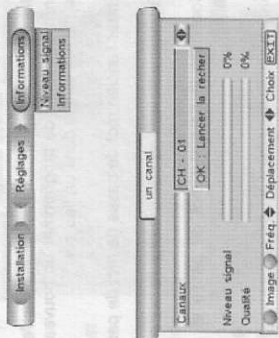 Installation Réglages Informations
Niveau signal
Informations
un canal
Canaux CH - 01
OK : Lancer la recher
Niveau signal 0%
Qualité 0%
Image Fréq. Déplacement Choix EXIT